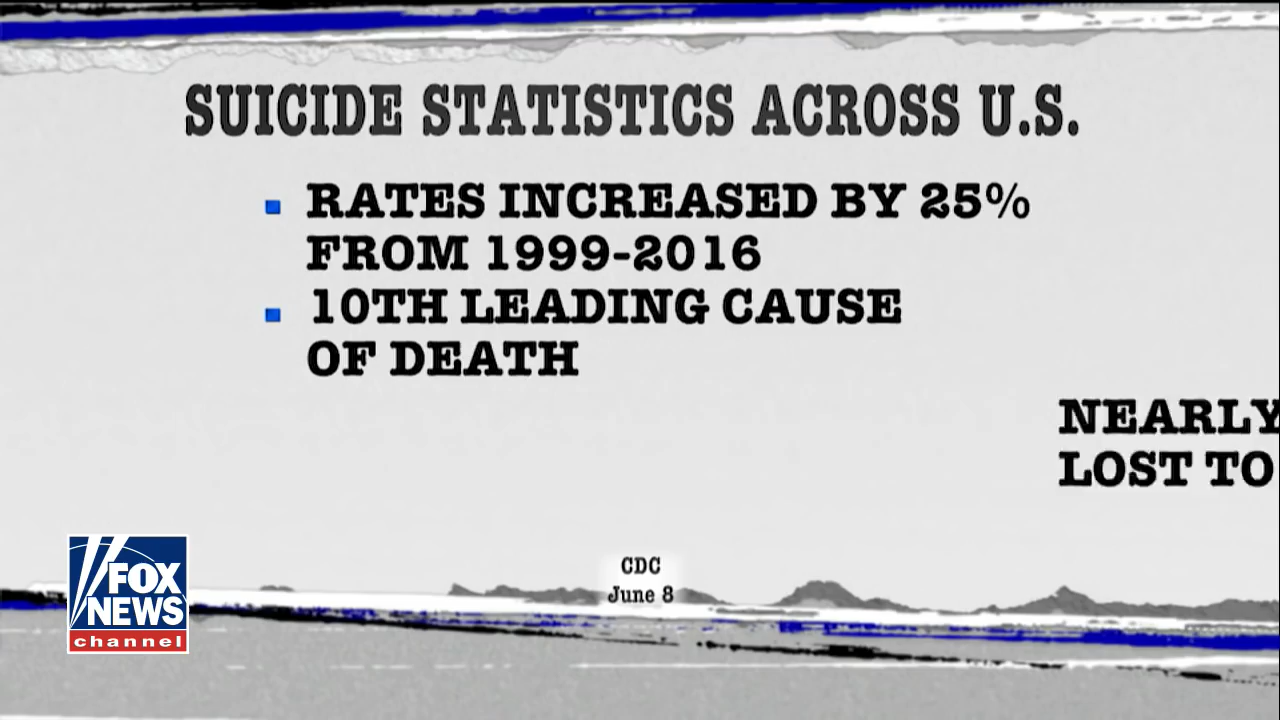 SUICIDE STATISTICS ACROSS U.S.
RATES INCREASED BY 25%
FROM 1999-2016
10TH LEADING CAUSE
OF DEATH
NEARLY
LOST TO
CDC
June 8
FOX
NEWS
channel